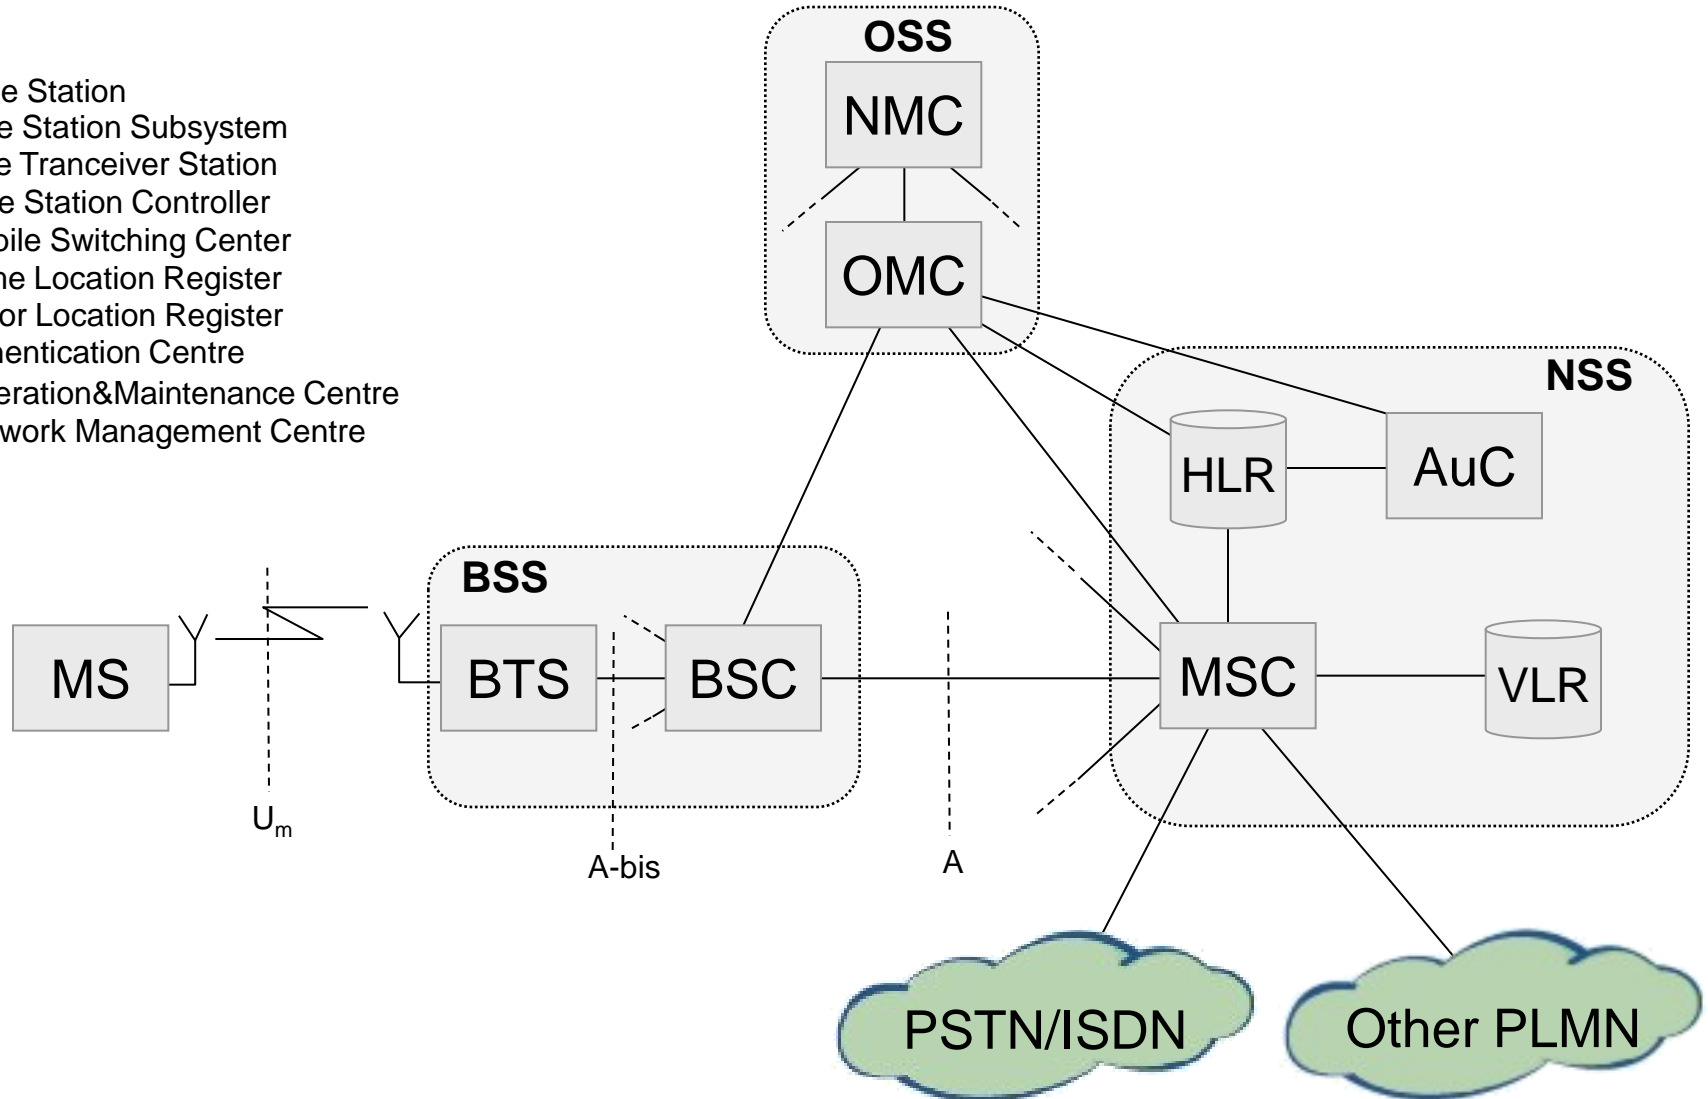 OSS
NMC
e Station
e Station Subsystem
e Tranceiver Station
e Station Controller
bile Switching Center
me Location Register
or Location Register
hentication Centre
eration&Maintenance Centre
work Management Centre
OMC
NSS
HLR
AuC
BSS
MS
BTS
BSC
MSC
VLR
Um
A-bis
A
PSTN/ISDN
Other PLMN